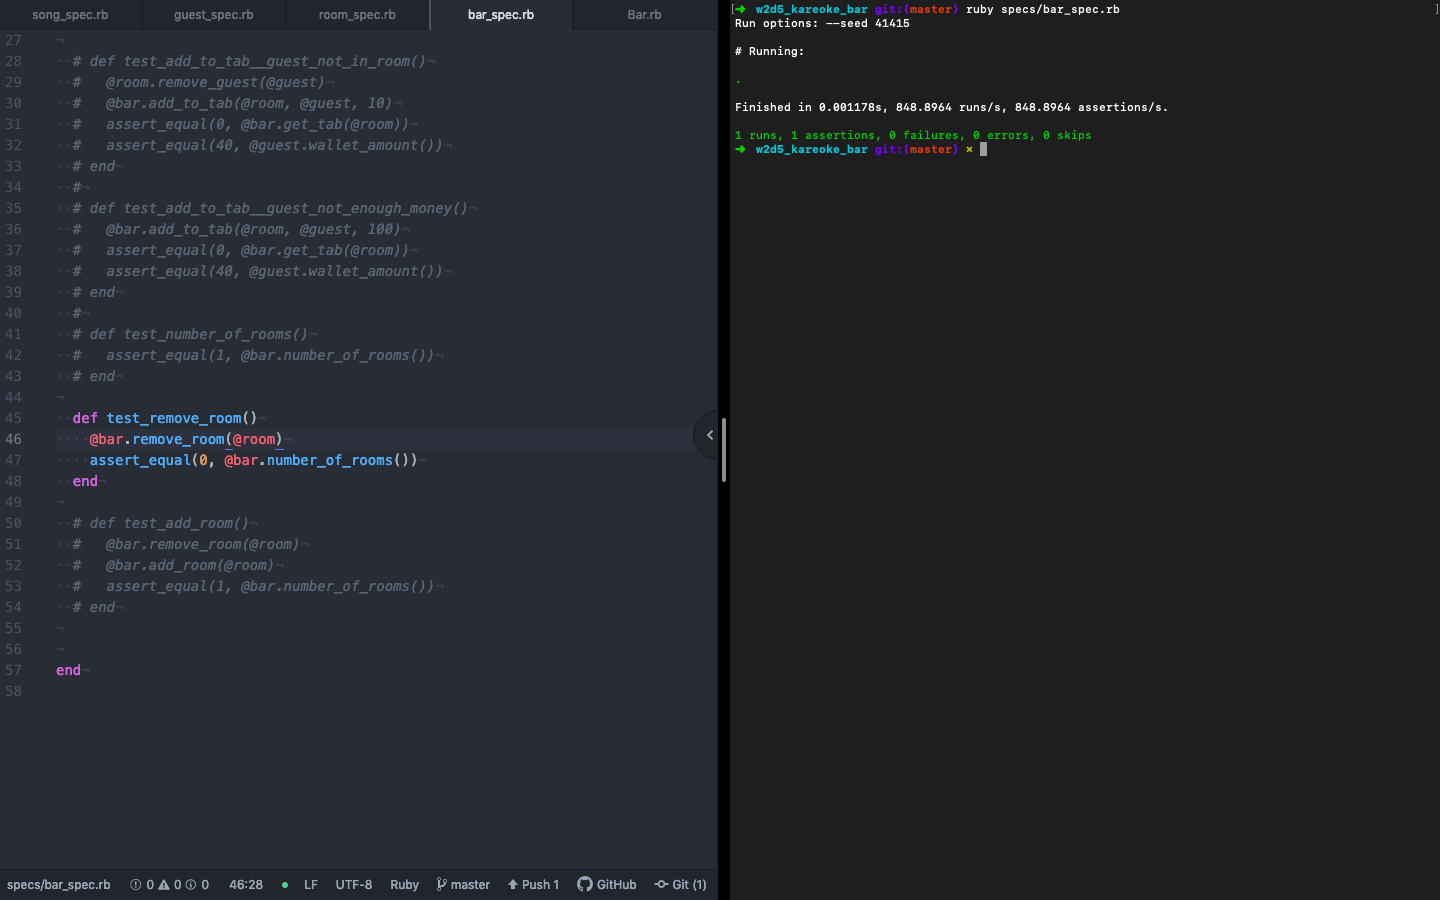 song_spec.rb guest_spec.rb room_spec.rb bar_spec.rb Bar.rb
27
28 # def test_add_to_tab__guest_not_in_room()
29 #   @room.remove_guest(@guest)
30 #   @bar.add_to_tab(@room, @guest, 10)
31 #   assert_equal(0, @bar.get_tab(@room))
32 #   assert_equal(40, @guest.wallet_amount())
33 # end
34 #
35 # def test_add_to_tab__guest_not_enough_money()
36 #   @bar.add_to_tab(@room, @guest, 100)
37 #   assert_equal(0, @bar.get_tab(@room))
38 #   assert_equal(40, @guest.wallet_amount())
39 # end
40 #
41 # def test_number_of_rooms()
42 #   assert_equal(1, @bar.number_of_rooms())
43 # end
44
45 def test_remove_room()
46   @bar.remove_room(@room)
47   assert_equal(0, @bar.number_of_rooms())
48 end
49
50 # def test_add_room()
51 #   @bar.remove_room(@room)
52 #   @bar.add_room(@room)
53 #   assert_equal(1, @bar.number_of_rooms())
54 # end
55
56
57 end
58
specs/bar_spec.rb 0 0 0 46:28 LF UTF-8 Ruby master Push 1 GitHub Git (1)
[➜ w2d5_kareoke_bar git:(master) ruby specs/bar_spec.rb ]
Run options: --seed 41415
# Running:
.
Finished in 0.001178s, 848.8964 runs/s, 848.8964 assertions/s.
1 runs, 1 assertions, 0 failures, 0 errors, 0 skips
➜ w2d5_kareoke_bar git:(master) ×